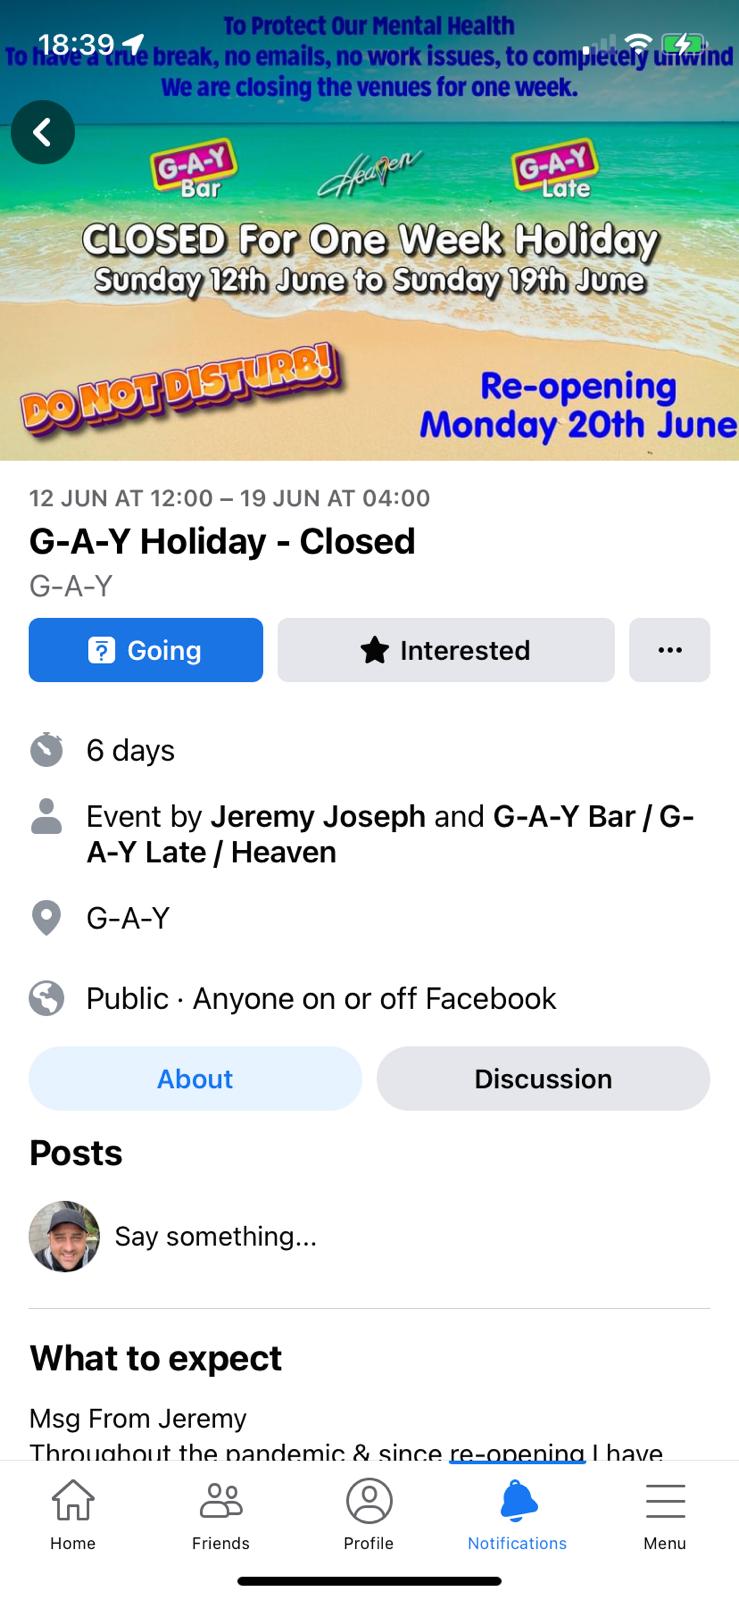 To Protect Our Mental Health
18:39
To have a true break, no emails, no work issues, to completely unwind
We are closing the venues for one week.
G-A-Y
Bar
Heaven
G-A-Y
Late
CLOSED For One Week Holiday
Sunday 12th June to Sunday 19th June
DO NOT DISTURB!
Re-opening
Monday 20th June
12 JUN AT 12:00 – 19 JUN AT 04:00
G-A-Y Holiday - Closed
G-A-Y
Going
Interested
6 days
Event by Jeremy Joseph and G-A-Y Bar / G-
A-Y Late / Heaven
G-A-Y
Public · Anyone on or off Facebook
About
Discussion
Posts
Say something...
What to expect
Msg From Jeremy
Throughout the pandemic & since re-opening I have
Home
Friends
Profile
Notifications
Menu